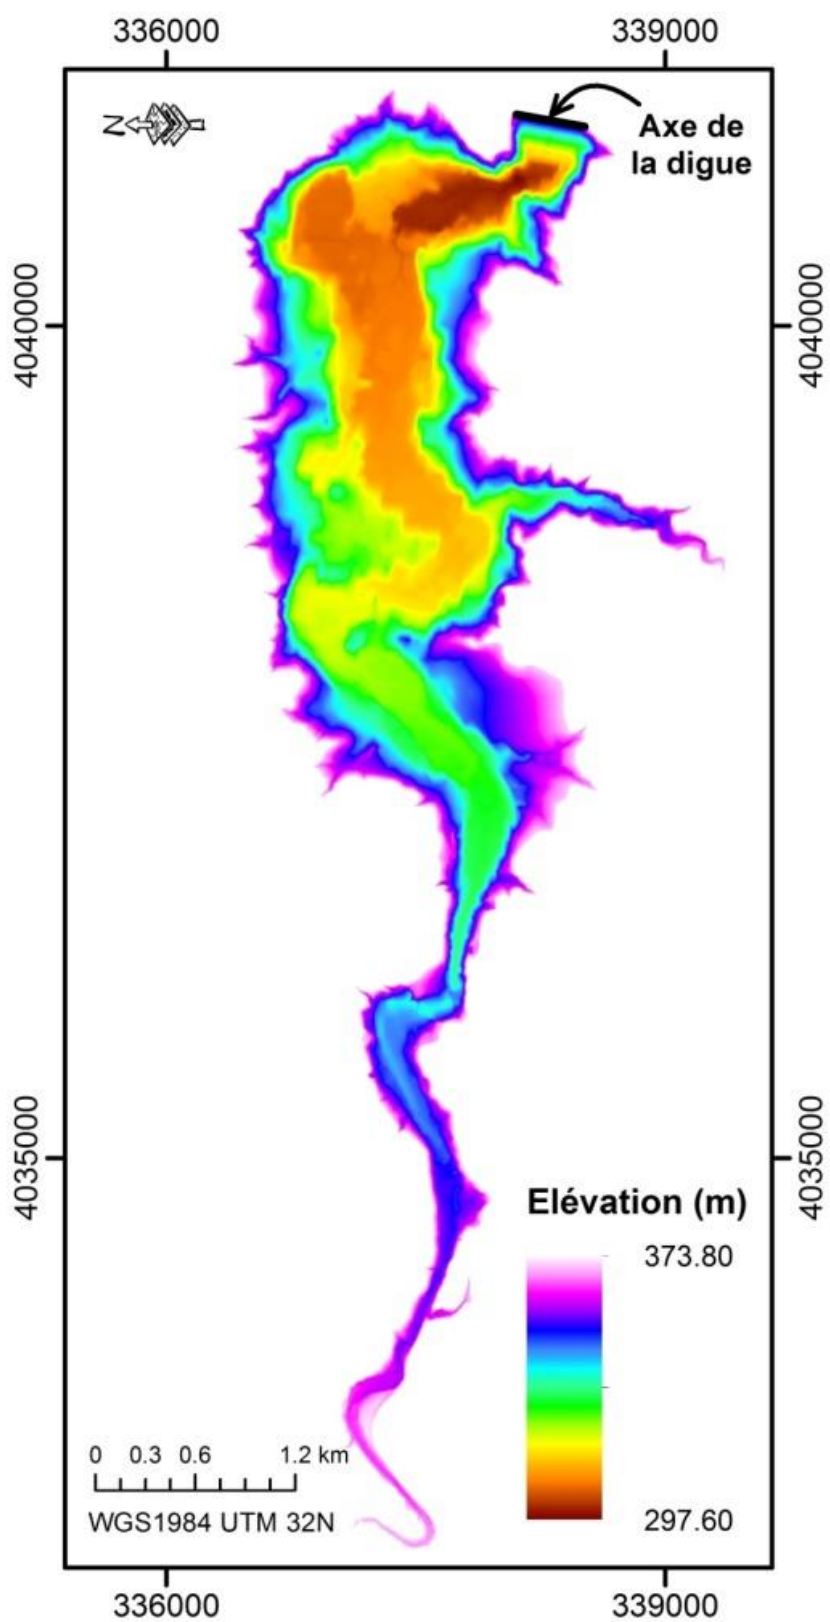 336000 339000
N
Axe de
la digue
4040000 4040000
4035000 4035000
Elévation (m)
373.80
297.60
0 0.3 0.6 1.2 km
WGS1984 UTM 32N
336000 339000